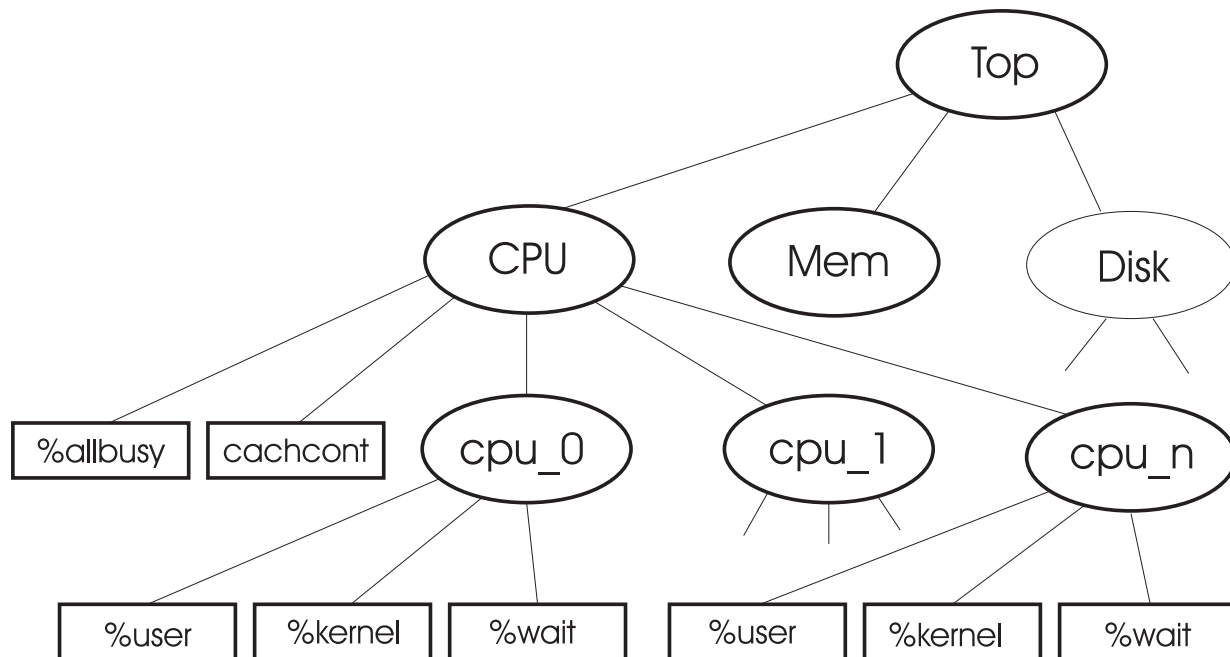 Top
CPU
Mem
Disk
%allbusy
cachcont
cpu_0
cpu_1
cpu_n
%user
%kernel
%wait
%user
%kernel
%wait